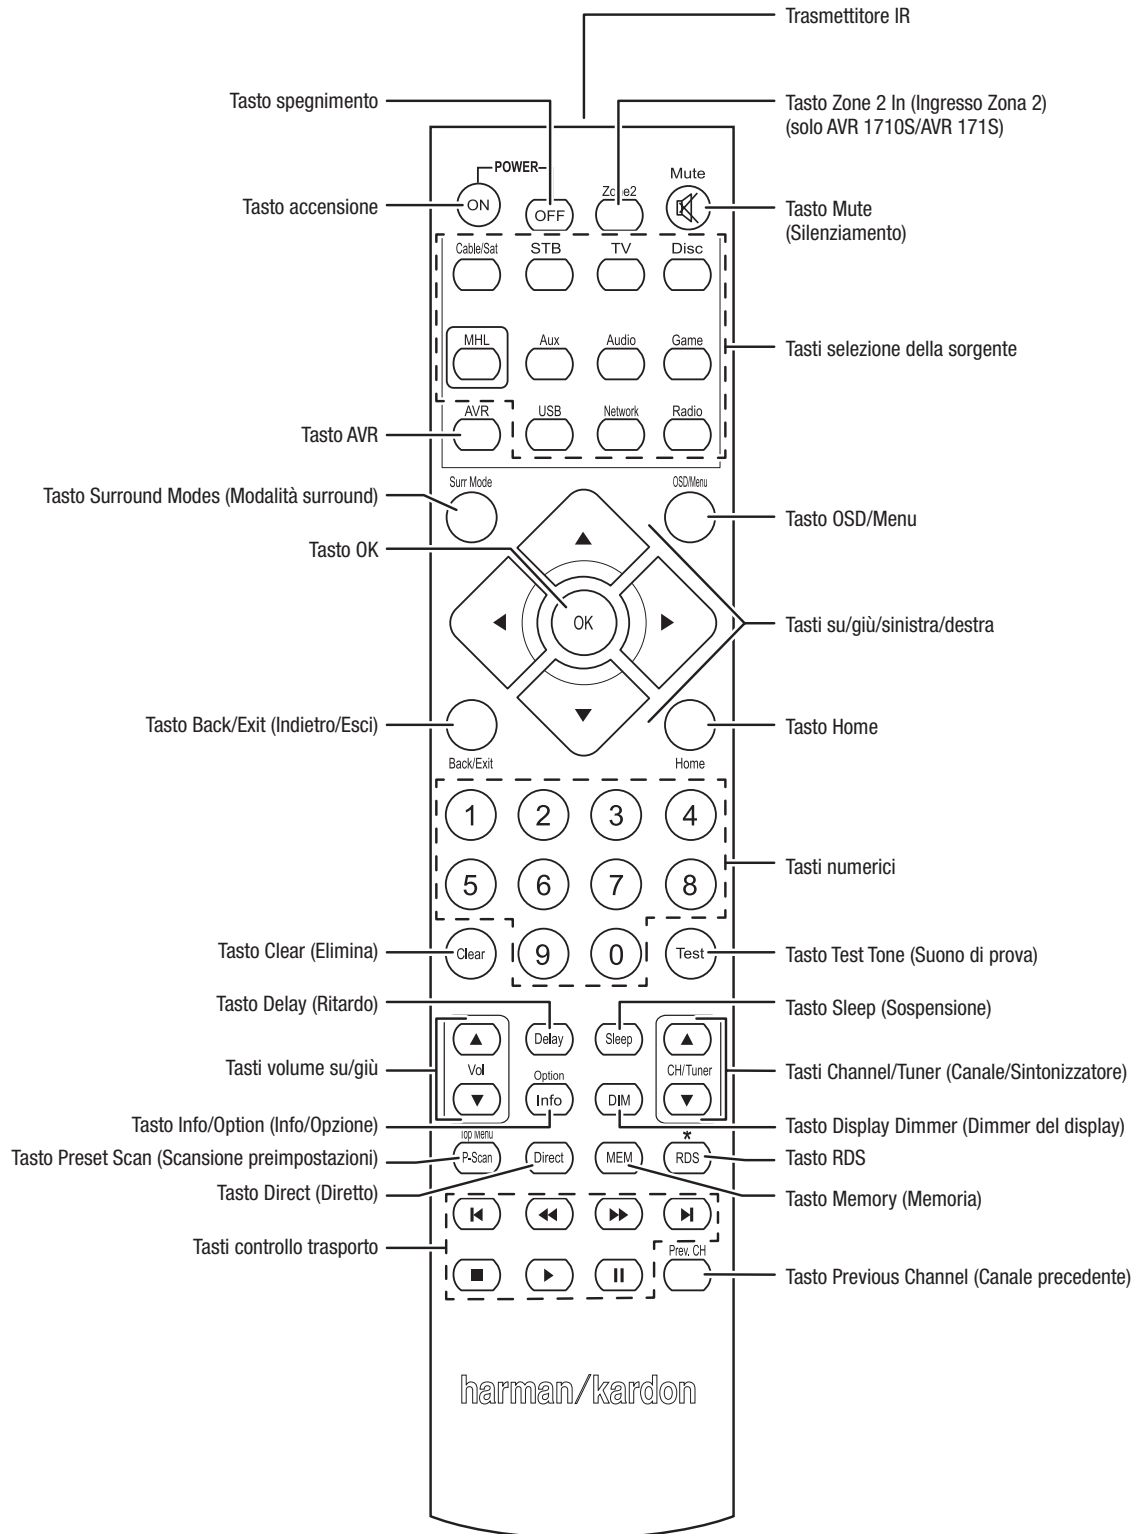 Trasmettitore IR
Tasto spegnimento
Tasto Zone 2 In (Ingresso Zona 2)
(solo AVR 1710S/AVR 171S)
POWER
Mute
Zone2
Tasto accensione
ON
OFF
Tasto Mute
(Silenziamento)
Cable/Sat
STB
TV
Disc
MHL
Aux
Audio
Game
Tasti selezione della sorgente
AVR
USB
Network
Radio
Tasto AVR
Surr Mode
OSD/Menu
Tasto Surround Modes (Modalità surround)
Tasto OSD/Menu
Tasto OK
OK
Tasti su/giù/sinistra/destra
Tasto Back/Exit (Indietro/Esci)
Tasto Home
Back/Exit
Home
1 2 3 4
Tasti numerici
5 6 7 8
Tasto Clear (Elimina)
Clear
9 0
Test
Tasto Test Tone (Suono di prova)
Tasto Delay (Ritardo)
Tasto Sleep (Sospensione)
Delay
Sleep
Tasti volume su/giù
Vol
CH/Tuner
Tasti Channel/Tuner (Canale/Sintonizzatore)
Option
Info
DIM
Tasto Info/Option (Info/Opzione)
Tasto Display Dimmer (Dimmer del display)
Top Menu
*
Tasto Preset Scan (Scansione preimpostazioni)
P-Scan
Direct
MEM
RDS
Tasto RDS
Tasto Direct (Diretto)
Tasto Memory (Memoria)
Tasti controllo trasporto
Prev. CH
Tasto Previous Channel (Canale precedente)
harman/kardon